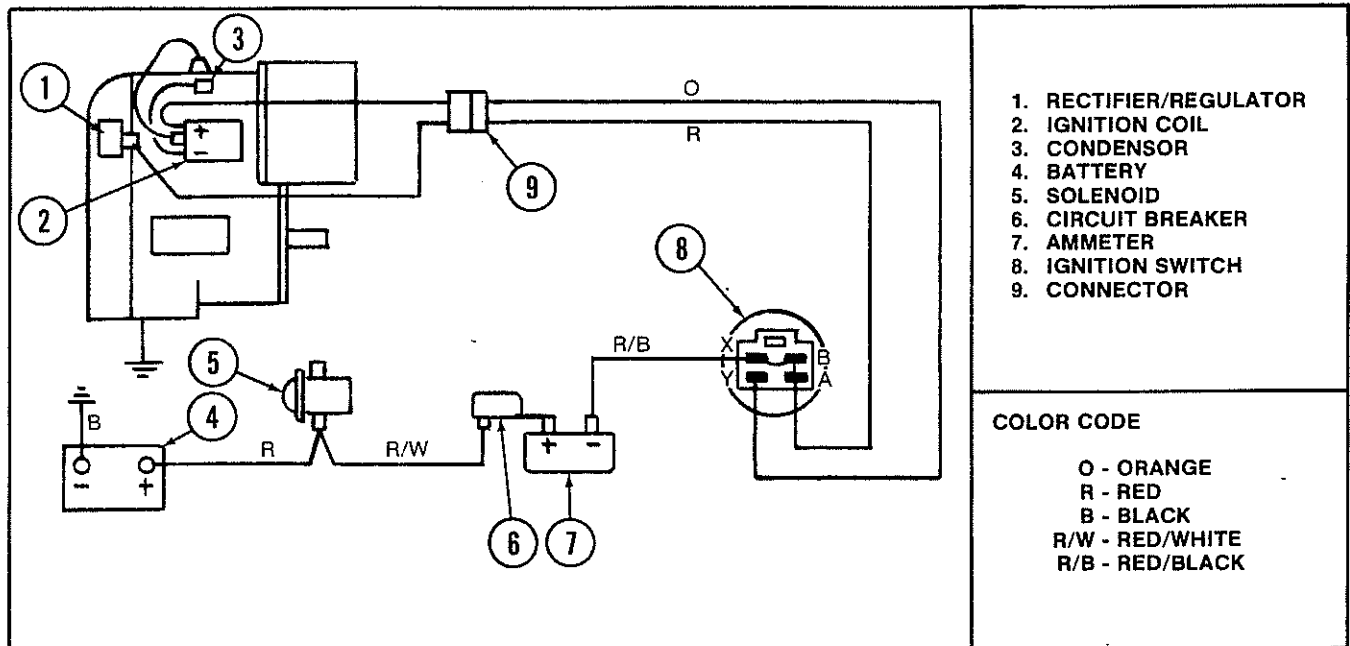 3
1
+
-
2
9
O
R
8
X
B
Y
A
R/B
5
4
B
- +
R
R/W
+ -
6
7
1. RECTIFIER/REGULATOR
2. IGNITION COIL
3. CONDENSOR
4. BATTERY
5. SOLENOID
6. CIRCUIT BREAKER
7. AMMETER
8. IGNITION SWITCH
9. CONNECTOR
COLOR CODE
O - ORANGE
R - RED
B - BLACK
R/W - RED/WHITE
R/B - RED/BLACK